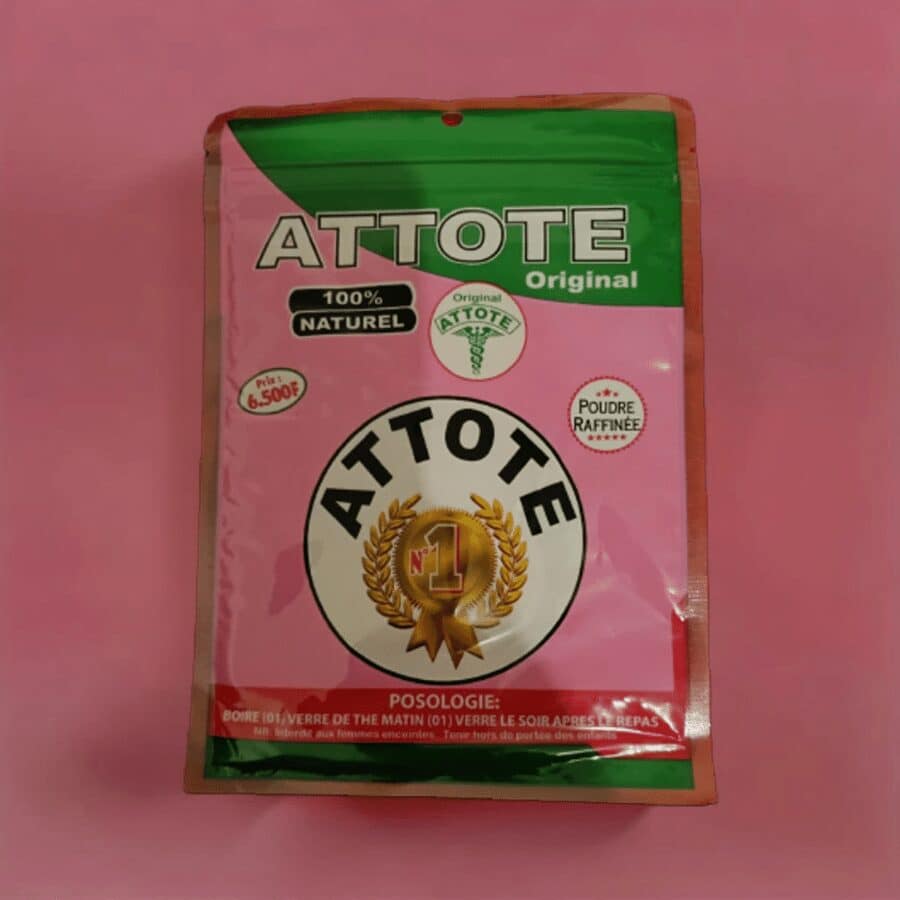 ATTOTE
Original
100%
NATUREL
Original
ATTOTE
Prix :
6.500F
POUDRE
RAFFINÉE
ATTOTE
N°1
POSOLOGIE:
BOIRE (01) VERRE DE THE MATIN (01) VERRE LE SOIR APRES LE REPAS
NB: Interdit aux femmes enceintes. Tenir hors de portée des enfants